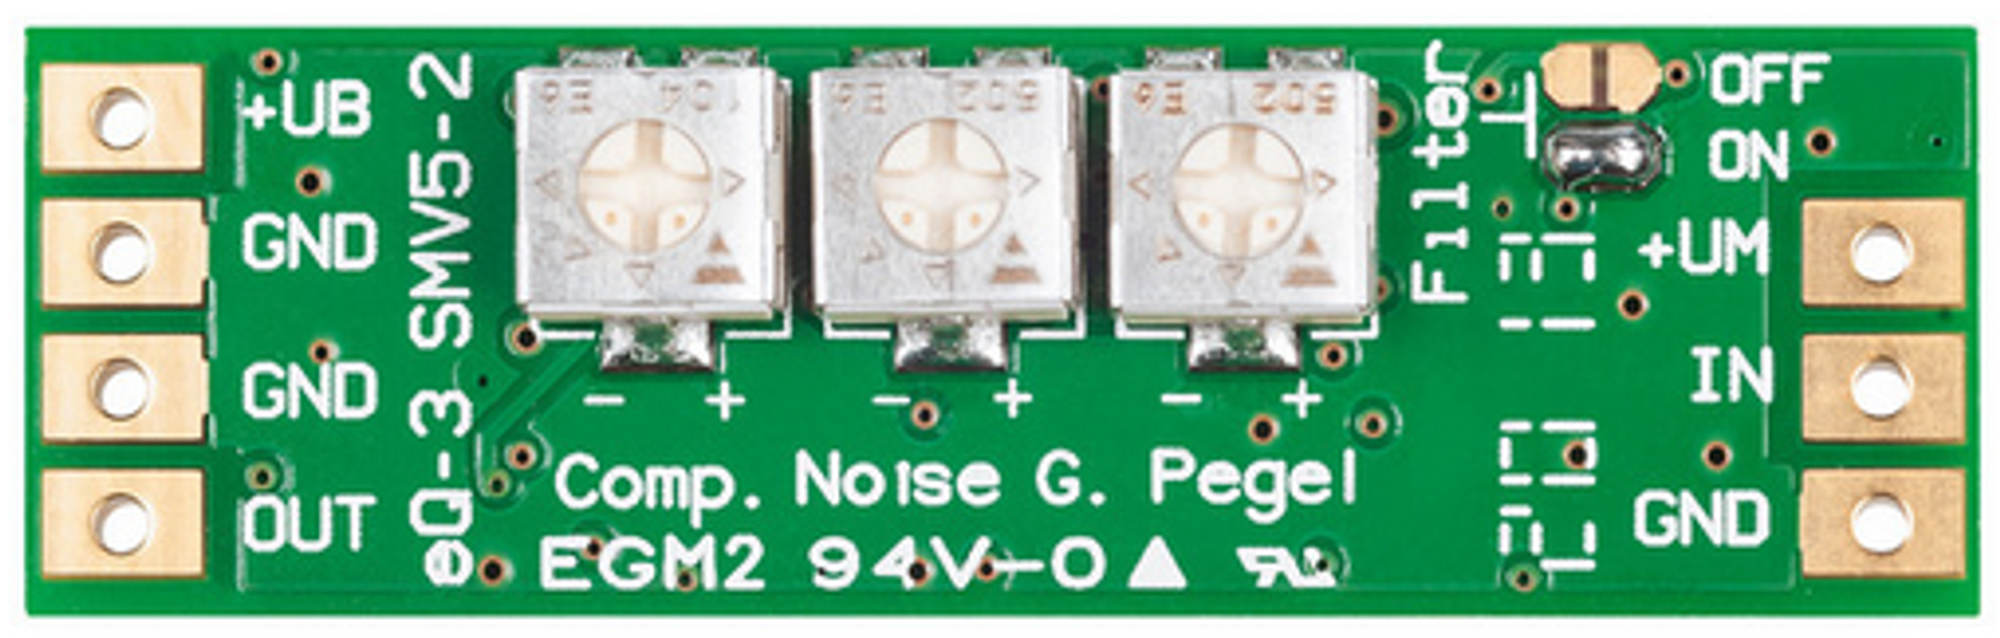 +UB
GND
GND
OUT
eQ-3 SMV5-2
E6 104
E6 502
E6 502
- +
- +
- +
Comp. Noise G. Pegel
EGM2 94V-0
Filter
OFF
ON
+UM
IN
GND